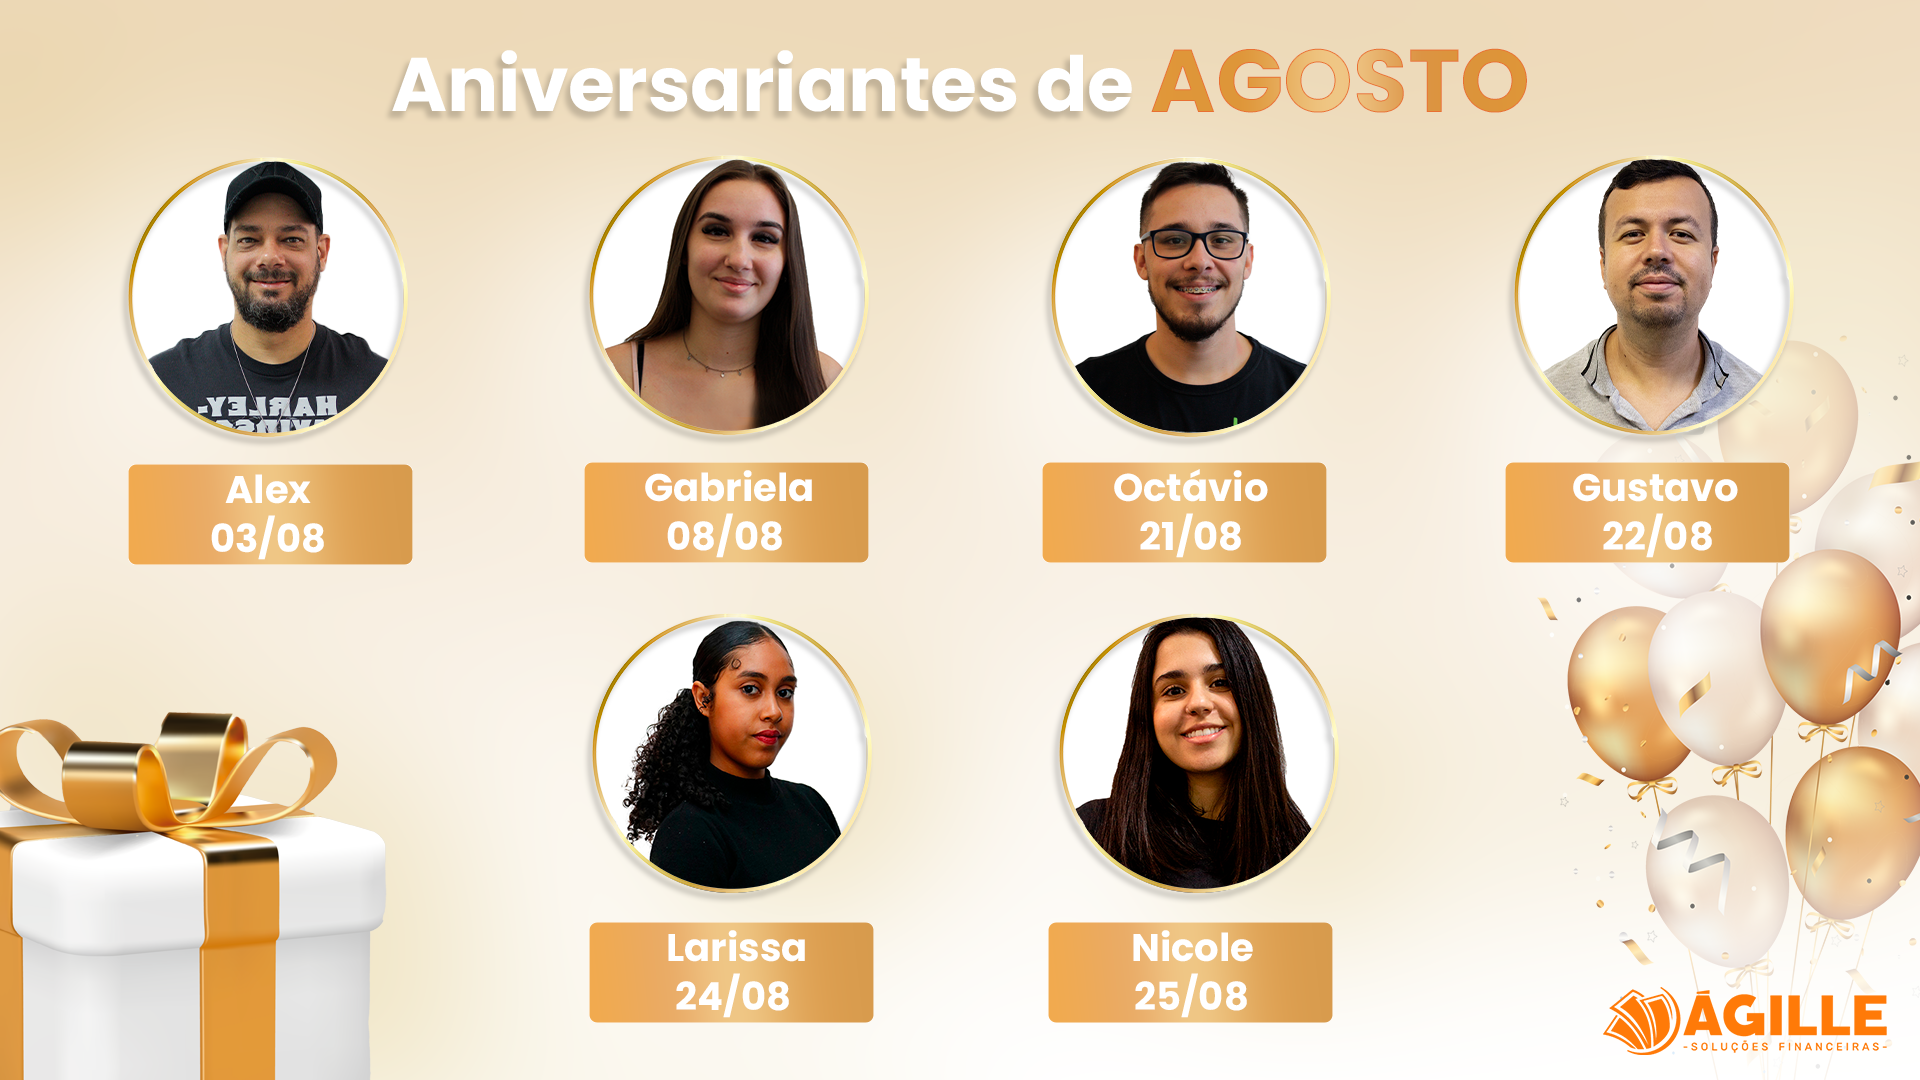 Aniversariantes de AGOSTO
Alex
03/08
Gabriela
08/08
Octávio
21/08
Gustavo
22/08
HARLEY-
Larissa
24/08
Nicole
25/08
ÁGILLE
-SOLUÇÕES FINANCEIRAS-